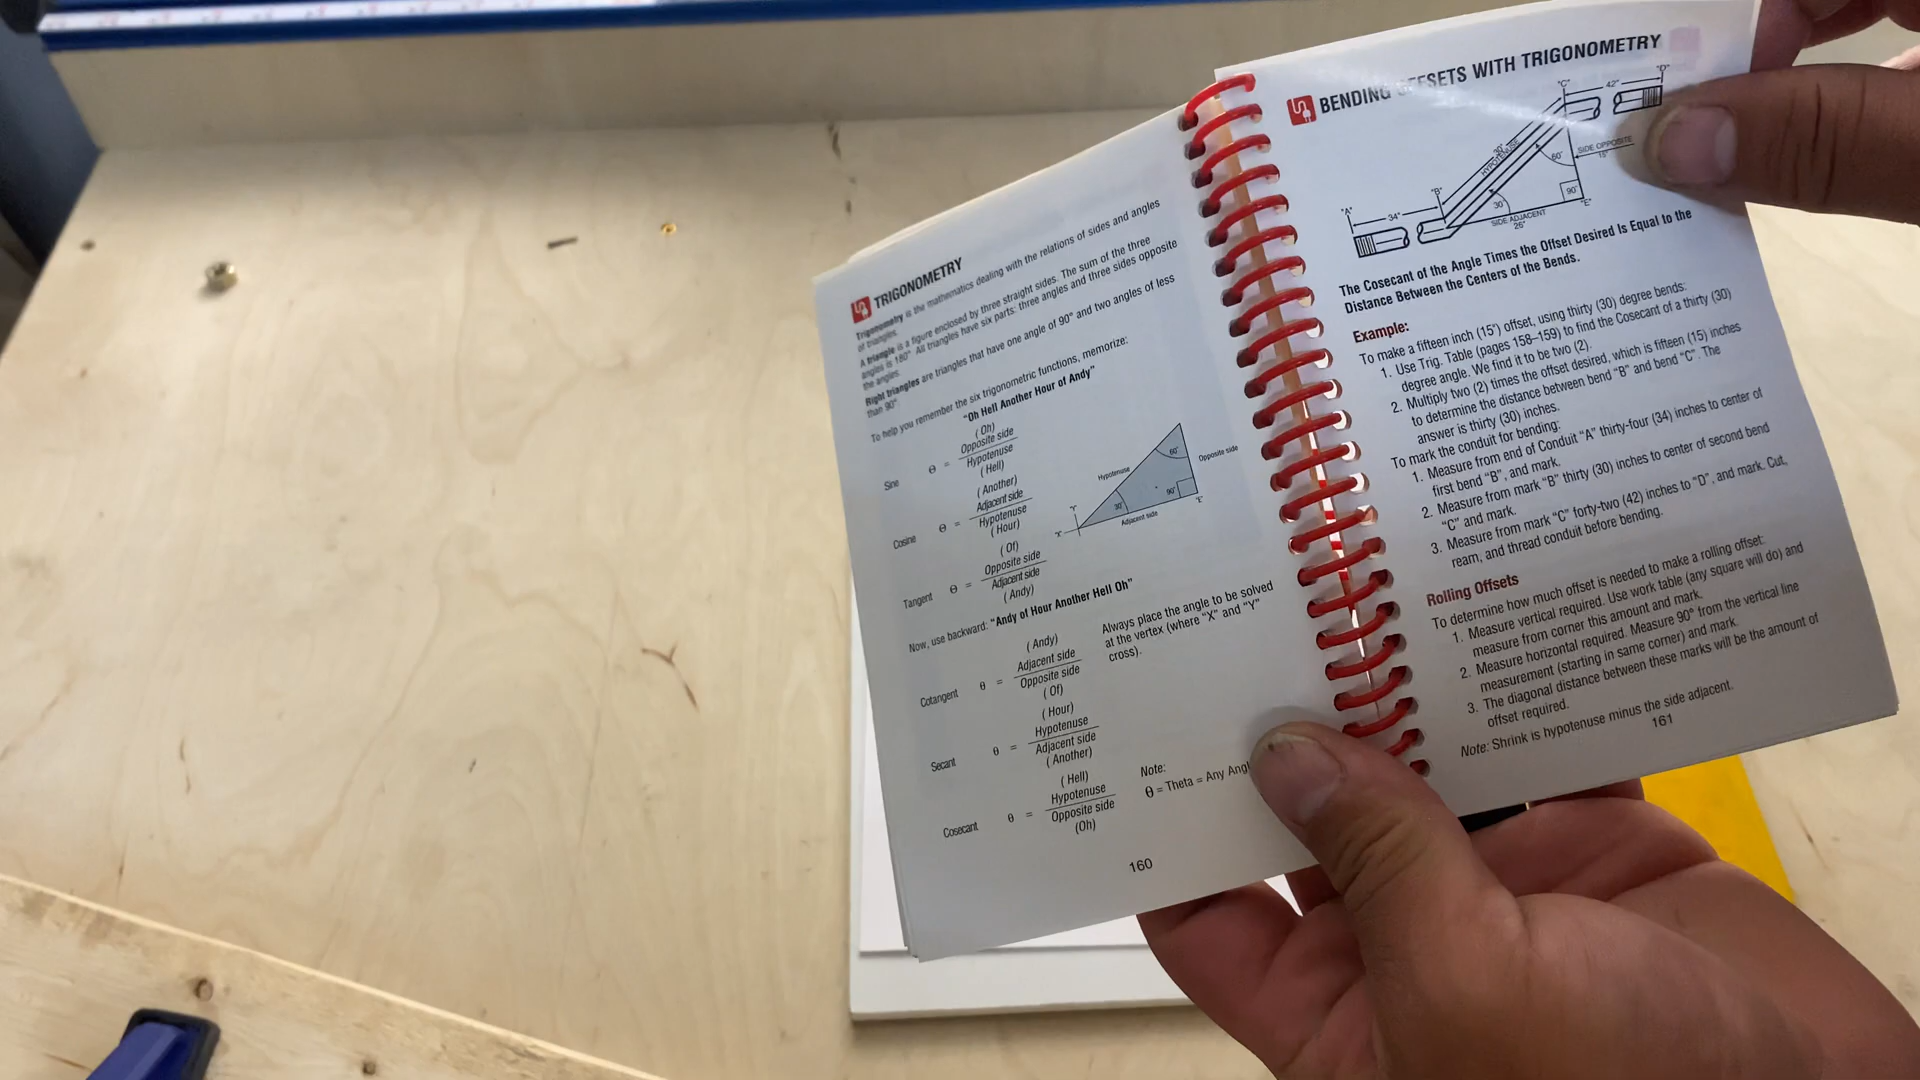 TRIGONOMETRY
Trigonometry is the mathematics dealing with the relations of sides and angles
of triangles.
A triangle is a figure enclosed by three straight sides. The sum of the three
angles is 180°. All triangles have six parts: three angles and three sides opposite
the angles.
Right triangles are triangles that have one angle of 90° and two angles of less
than 90°.
To help you remember the six trigonometric functions, memorize:
"Oh Hell Another Hour of Andy"
(Oh)
Sine θ = Opposite side
Hypotenuse
(Hell)
(Another)
Cosine θ = Adjacent side
Hypotenuse
(Hour)
(Of)
Tangent θ = Opposite side
Adjacent side
(Andy)
Hypotenuse
60°
Opposite side
30°
90°
Adjacent side
Now, use backward: "Andy of Hour Another Hell Oh"
(Andy)
Cotangent θ = Adjacent side
Opposite side
(Of)
Always place the angle to be solved
at the vertex (where "X" and "Y"
cross).
(Hour)
Secant θ = Hypotenuse
Adjacent side
(Another)
(Hell)
Cosecant θ = Hypotenuse
Opposite side
(Oh)
Note:
θ = Theta = Any Angl
160
BENDING OFFSETS WITH TRIGONOMETRY
"A"
34"
"B"
30"
HYPOTENUSE
"C"
42"
"D"
60°
SIDE OPPOSITE
15"
30°
90°
SIDE ADJACENT
26"
"E"
The Cosecant of the Angle Times the Offset Desired Is Equal to the
Distance Between the Centers of the Bends.
Example:
To make a fifteen inch (15") offset, using thirty (30) degree bends:
1. Use Trig. Table (pages 158–159) to find the Cosecant of a thirty (30)
degree angle. We find it to be two (2).
2. Multiply two (2) times the offset desired, which is fifteen (15) inches
to determine the distance between bend "B" and bend "C". The
answer is thirty (30) inches.
To mark the conduit for bending:
1. Measure from end of Conduit "A" thirty-four (34) inches to center of
first bend "B", and mark.
2. Measure from mark "B" thirty (30) inches to center of second bend
"C" and mark.
3. Measure from mark "C" forty-two (42) inches to "D", and mark. Cut,
ream, and thread conduit before bending.
Rolling Offsets
To determine how much offset is needed to make a rolling offset:
1. Measure vertical required. Use work table (any square will do) and
measure from corner this amount and mark.
2. Measure horizontal required. Measure 90° from the vertical line
measurement (starting in same corner) and mark.
3. The diagonal distance between these marks will be the amount of
offset required.
Note: Shrink is hypotenuse minus the side adjacent.
161